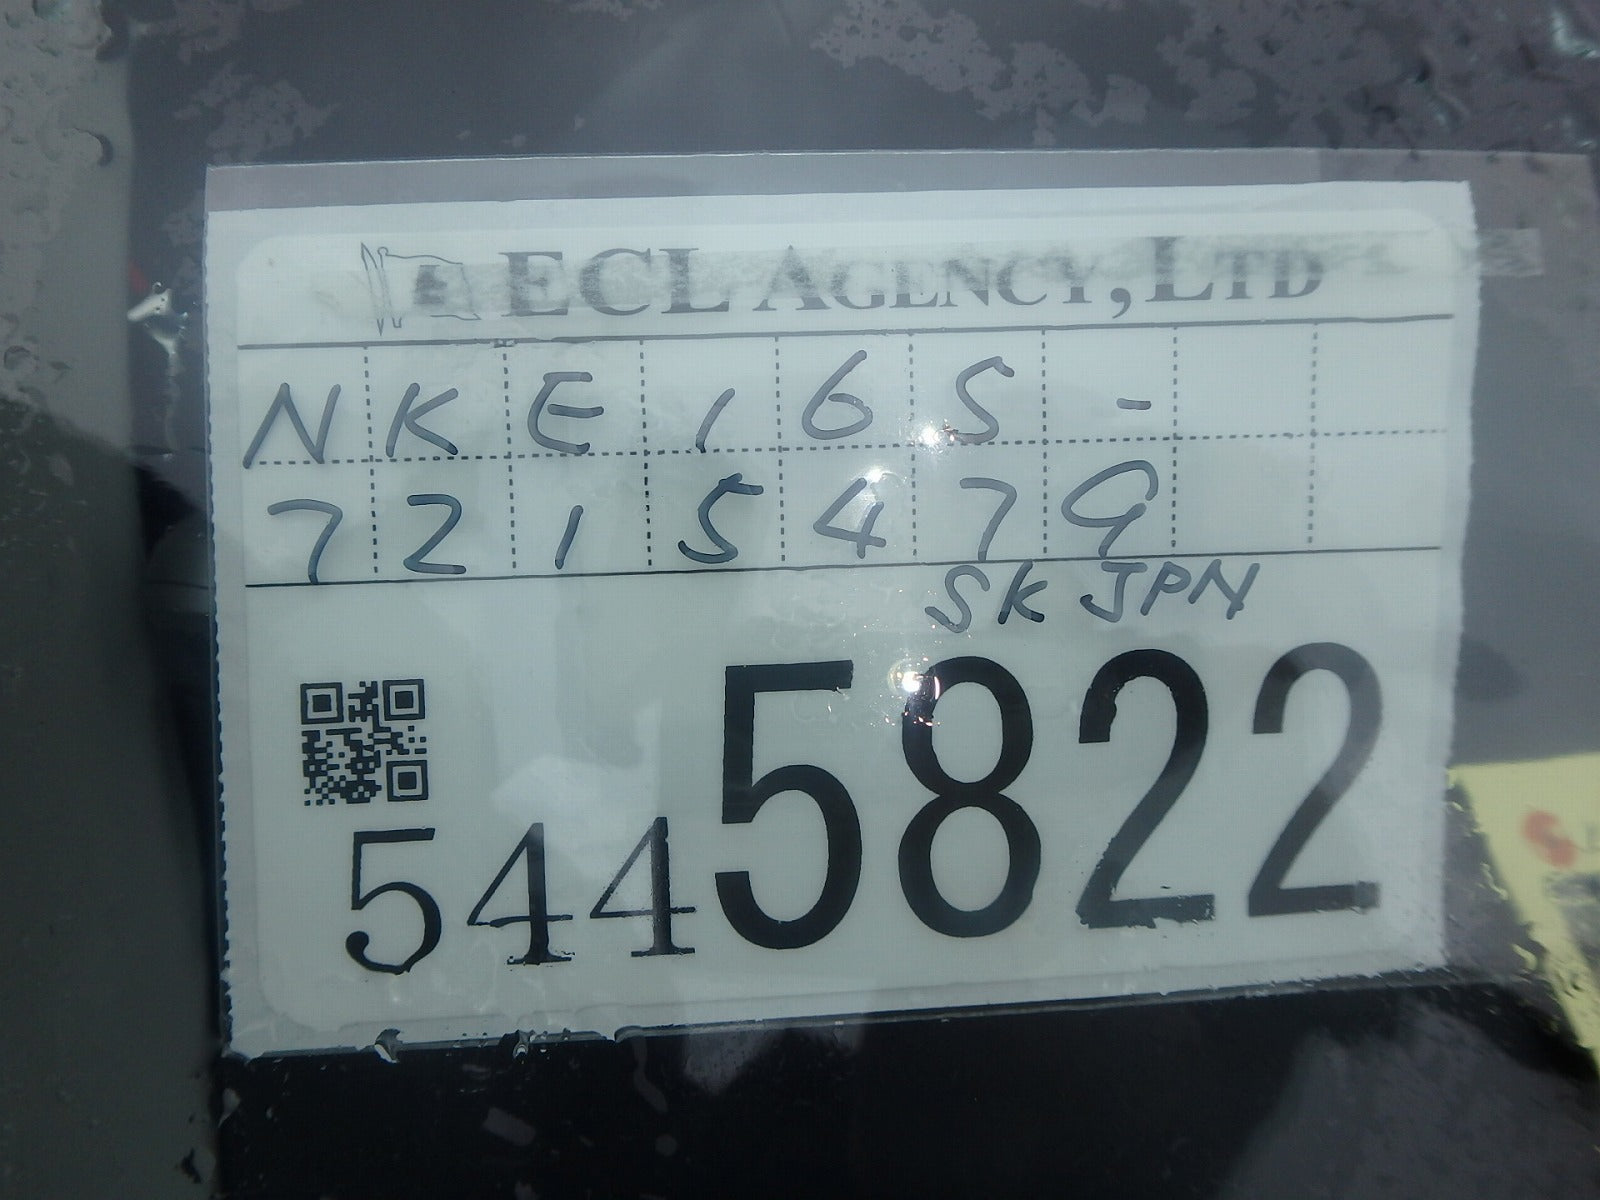 ECL AGENCY, LTD
NKE165-
7215479
SK JPN
5445822